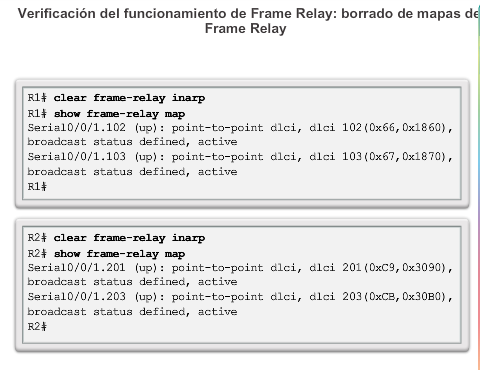 Verificación del funcionamiento de Frame Relay: borrado de mapas de
Frame Relay
R1# clear frame-relay inarp
R1# show frame-relay map
Serial0/0/1.102 (up): point-to-point dlci, dlci 102(0x66,0x1860),
broadcast status defined, active
Serial0/0/1.103 (up): point-to-point dlci, dlci 103(0x67,0x1870),
broadcast status defined, active
R1#
R2# clear frame-relay inarp
R2# show frame-relay map
Serial0/0/1.201 (up): point-to-point dlci, dlci 201(0xC9,0x3090),
broadcast status defined, active
Serial0/0/1.203 (up): point-to-point dlci, dlci 203(0xCB,0x30B0),
broadcast status defined, active
R2#